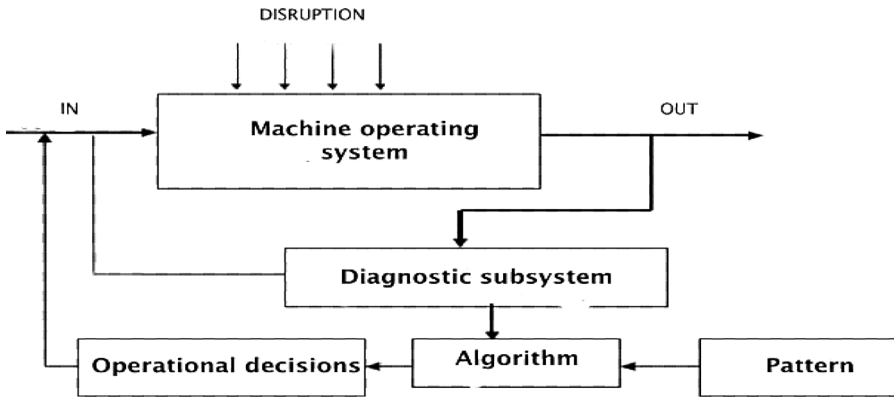 DISRUPTION
IN
OUT
Machine operating
system
Diagnostic subsystem
Operational decisions
Algorithm
Pattern